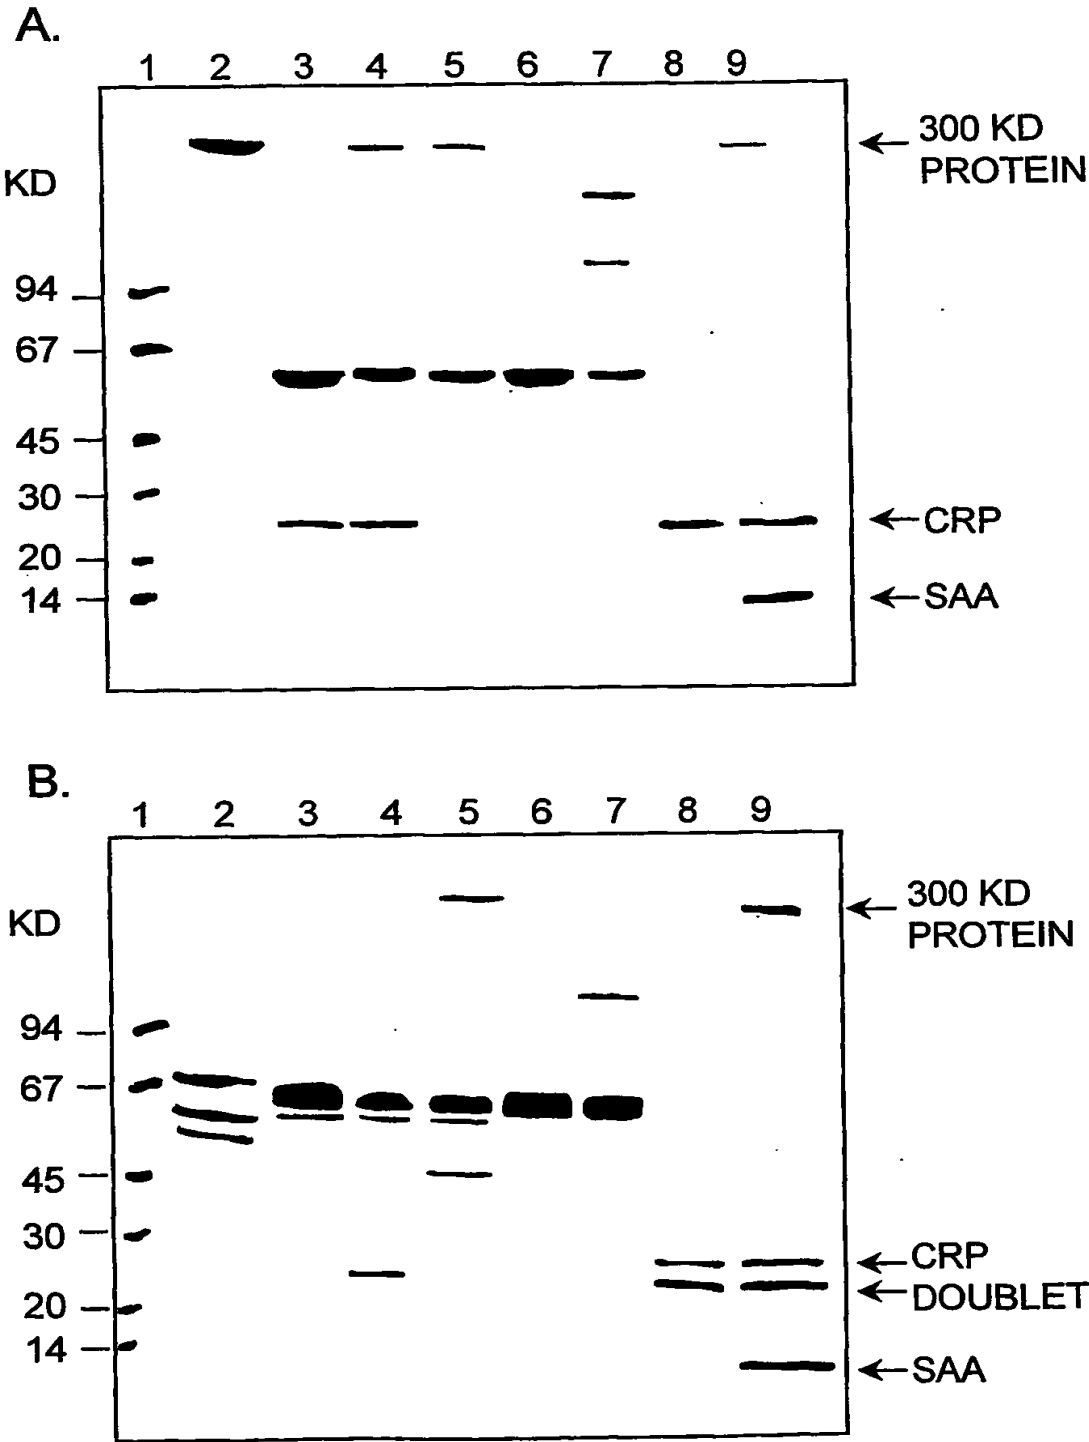 A.
1 2 3 4 5 6 7 8 9
300 KD
PROTEIN
KD
94
67
45
30
CRP
20
14
SAA
B.
1 2 3 4 5 6 7 8 9
300 KD
PROTEIN
KD
94
67
45
30
CRP
DOUBLET
20
14
SAA